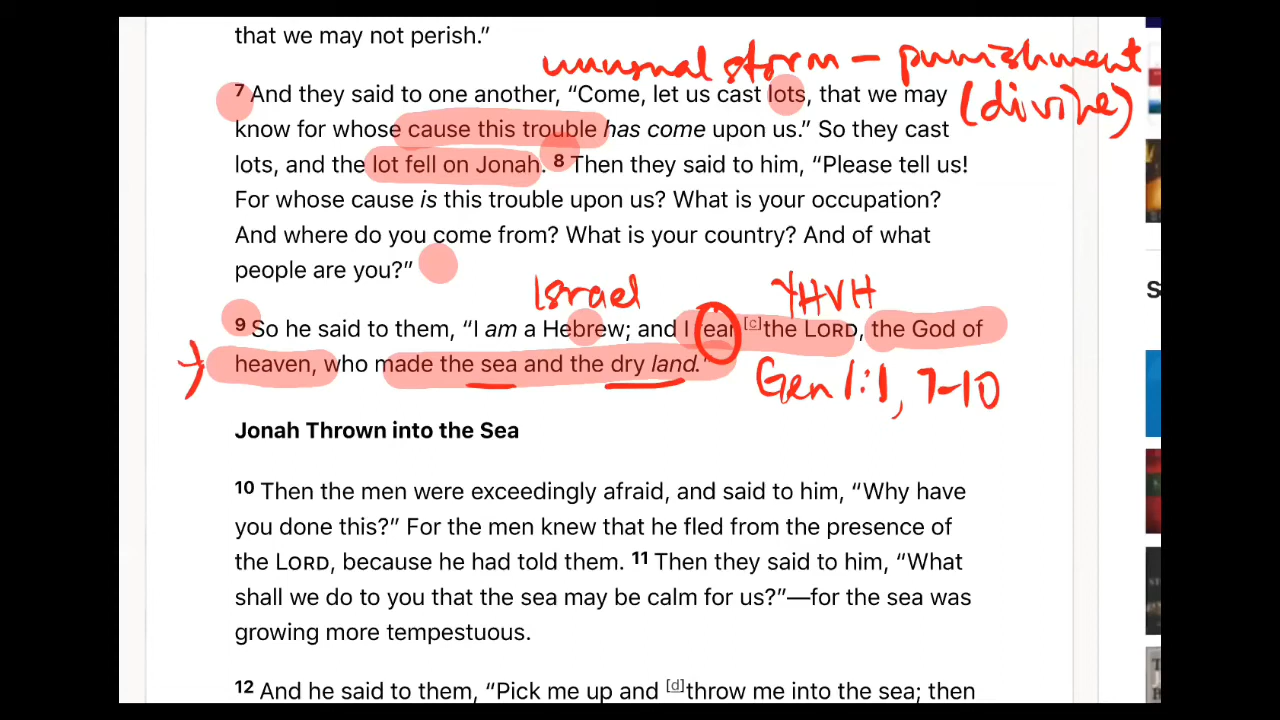 that we may not perish.”
unusual storm – punishment
(divine)
7 And they said to one another, “Come, let us cast lots, that we may
know for whose cause this trouble has come upon us.” So they cast
lots, and the lot fell on Jonah. 8 Then they said to him, “Please tell us!
For whose cause is this trouble upon us? What is your occupation?
And where do you come from? What is your country? And of what
people are you?”
Israel YHVH
9 So he said to them, “I am a Hebrew; and I fear [c]the LORD, the God of
heaven, who made the sea and the dry land.”
Gen 1:1, 7-10
Jonah Thrown into the Sea
10 Then the men were exceedingly afraid, and said to him, “Why have
you done this?” For the men knew that he fled from the presence of
the LORD, because he had told them. 11 Then they said to him, “What
shall we do to you that the sea may be calm for us?”—for the sea was
growing more tempestuous.
12 And he said to them, “Pick me up and [d]throw me into the sea; then